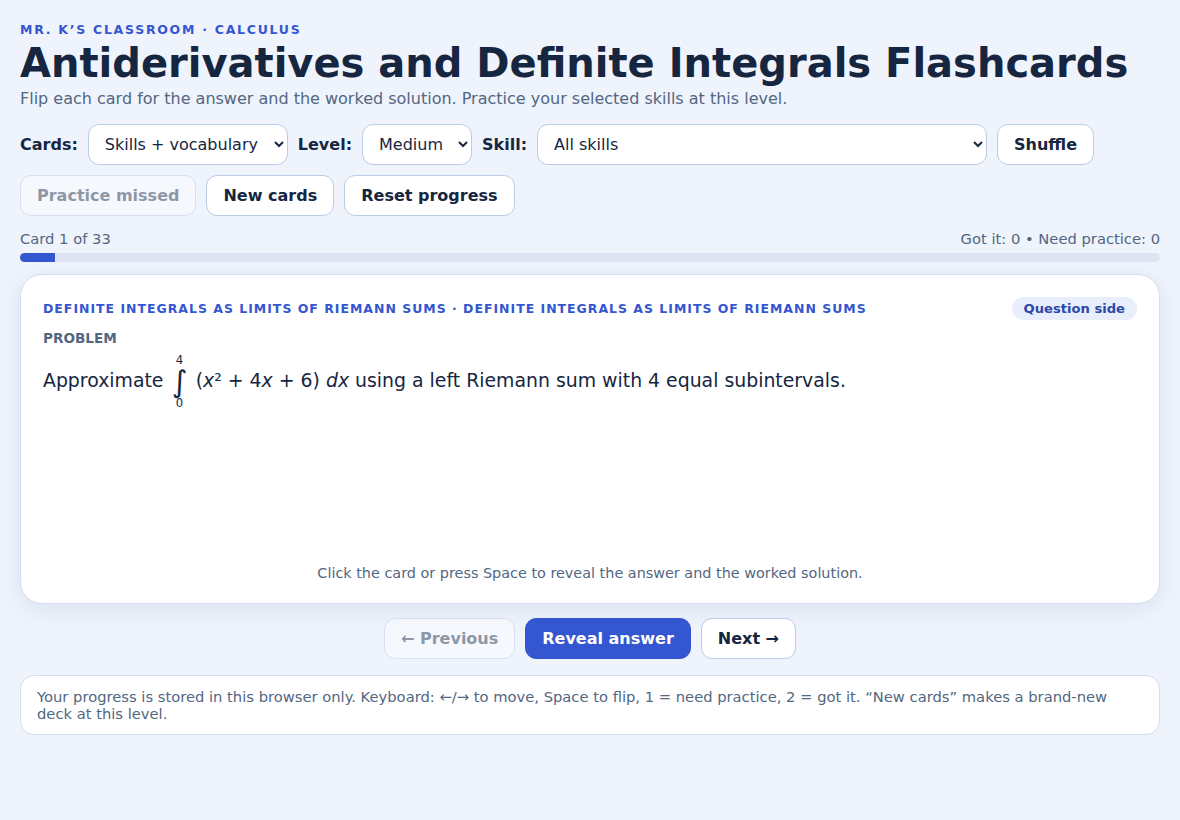 MR. K’S CLASSROOM · CALCULUS
Antiderivatives and Definite Integrals Flashcards
Flip each card for the answer and the worked solution. Practice your selected skills at this level.
Cards: Skills + vocabulary Level: Medium Skill: All skills Shuffle
Practice missed New cards Reset progress
Card 1 of 33 Got it: 0 • Need practice: 0
DEFINITE INTEGRALS AS LIMITS OF RIEMANN SUMS · DEFINITE INTEGRALS AS LIMITS OF RIEMANN SUMS Question side
PROBLEM
4
Approximate ∫ (x² + 4x + 6) dx using a left Riemann sum with 4 equal subintervals.
0
Click the card or press Space to reveal the answer and the worked solution.
← Previous Reveal answer Next →
Your progress is stored in this browser only. Keyboard: ←/→ to move, Space to flip, 1 = need practice, 2 = got it. “New cards” makes a brand-new
deck at this level.